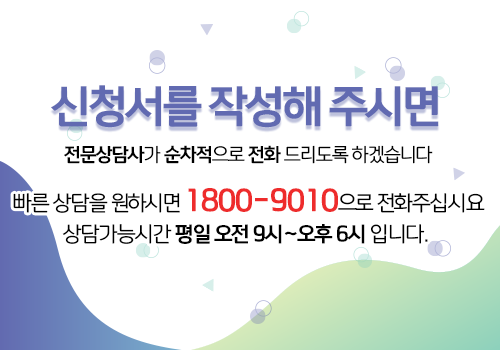 신청서를 작성해 주시면
전문상담사가 순차적으로 전화 드리도록 하겠습니다
빠른 상담을 원하시면 1800-9010으로 전화주십시요
상담가능시간 평일 오전 9시~오후 6시 입니다.